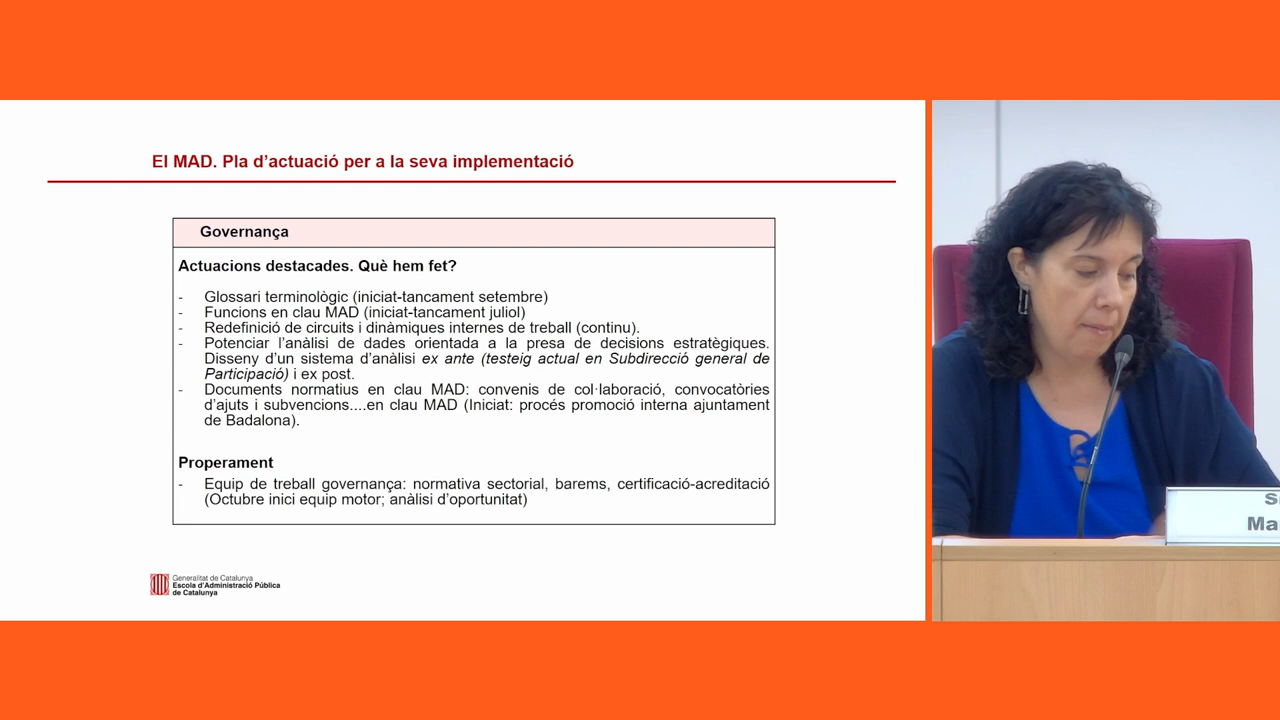 El MAD. Pla d'actuació per a la seva implementació
Governança
Actuacions destacades. Què hem fet?
- Glossari terminològic (iniciat-tancament setembre)
- Funcions en clau MAD (iniciat-tancament juliol)
- Redefinició de circuits i dinàmiques internes de treball (continu).
- Potenciar l'anàlisi de dades orientada a la presa de decisions estratègiques.
Disseny d'un sistema d'anàlisi ex ante (testeig actual en Subdirecció general de
Participació) i ex post.
- Documents normatius en clau MAD: convenis de col·laboració, convocatòries
d'ajuts i subvencions....en clau MAD (Iniciat: procés promoció interna ajuntament
de Badalona).
Properament
- Equip de treball governança: normativa sectorial, barems, certificació-acreditació
(Octubre inici equip motor; anàlisi d'oportunitat)
Generalitat de Catalunya
Escola d'Administració Pública
de Catalunya
Ma